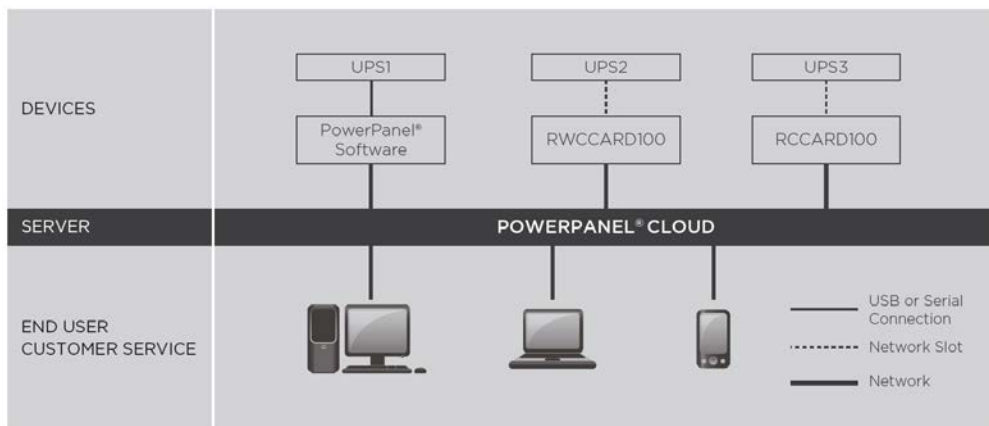 DEVICES
UPS1
UPS2
UPS3
PowerPanel®
Software
RWCCARD100
RCCARD100
SERVER
POWERPANEL® CLOUD
END USER
CUSTOMER SERVICE
USB or Serial
Connection
Network Slot
Network